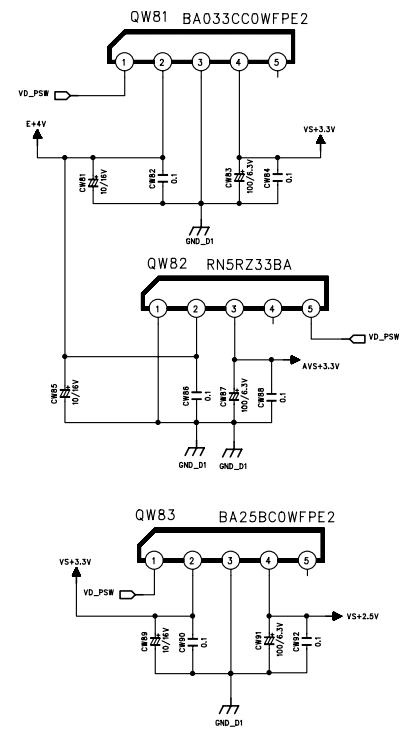 QW81 BA033CC0WFPE2
1 2 3 4 5
VD_PSW
E+4V
VS+3.3V
CW81 10/16V
CW82 0.1
CW83 100/6.3V
CW84 0.1
GND_D1
QW82 RN5RZ33BA
1 2 3 4 5
VD_PSW
AVS+3.3V
CW85 10/16V
CW86 0.1
CW87 100/6.3V
CW88 0.1
GND_D1 GND_D1
QW83 BA25BC0WFPE2
1 2 3 4 5
VS+3.3V
VD_PSW
VS+2.5V
CW89 10/16V
CW90 0.1
CW91 100/6.3V
CW92 0.1
GND_D1